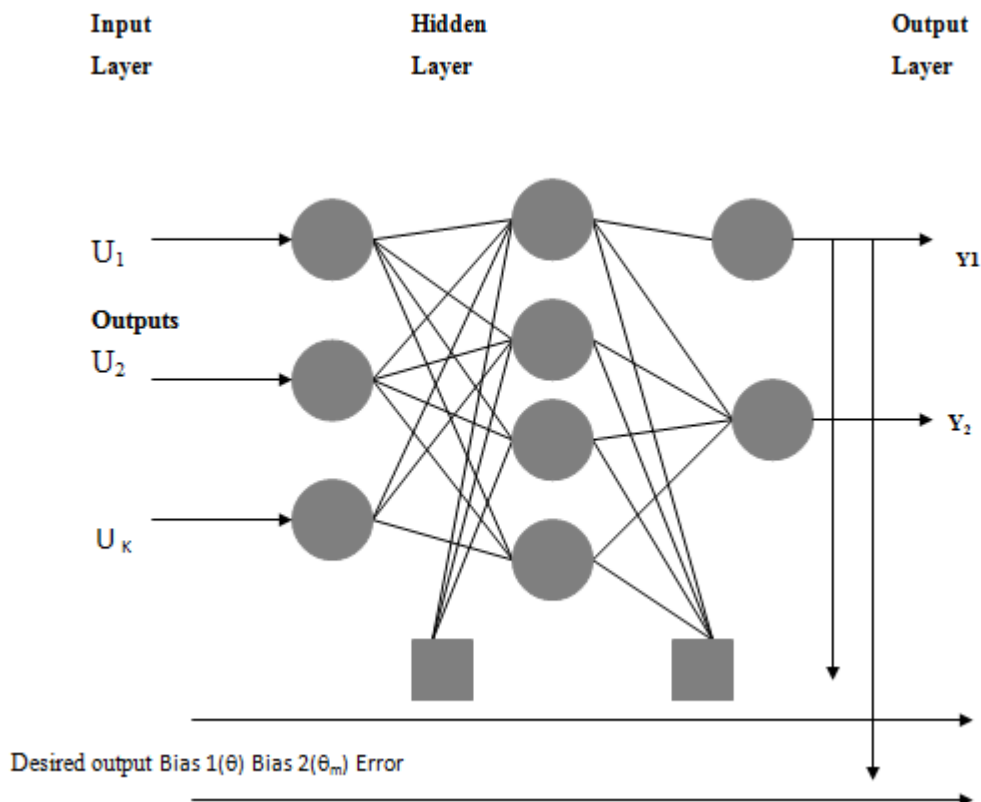 Input Hidden Output
Layer Layer Layer
U₁ Y1
Outputs
U₂ Y₂
U K
Desired output Bias 1(θ) Bias 2(θₘ) Error